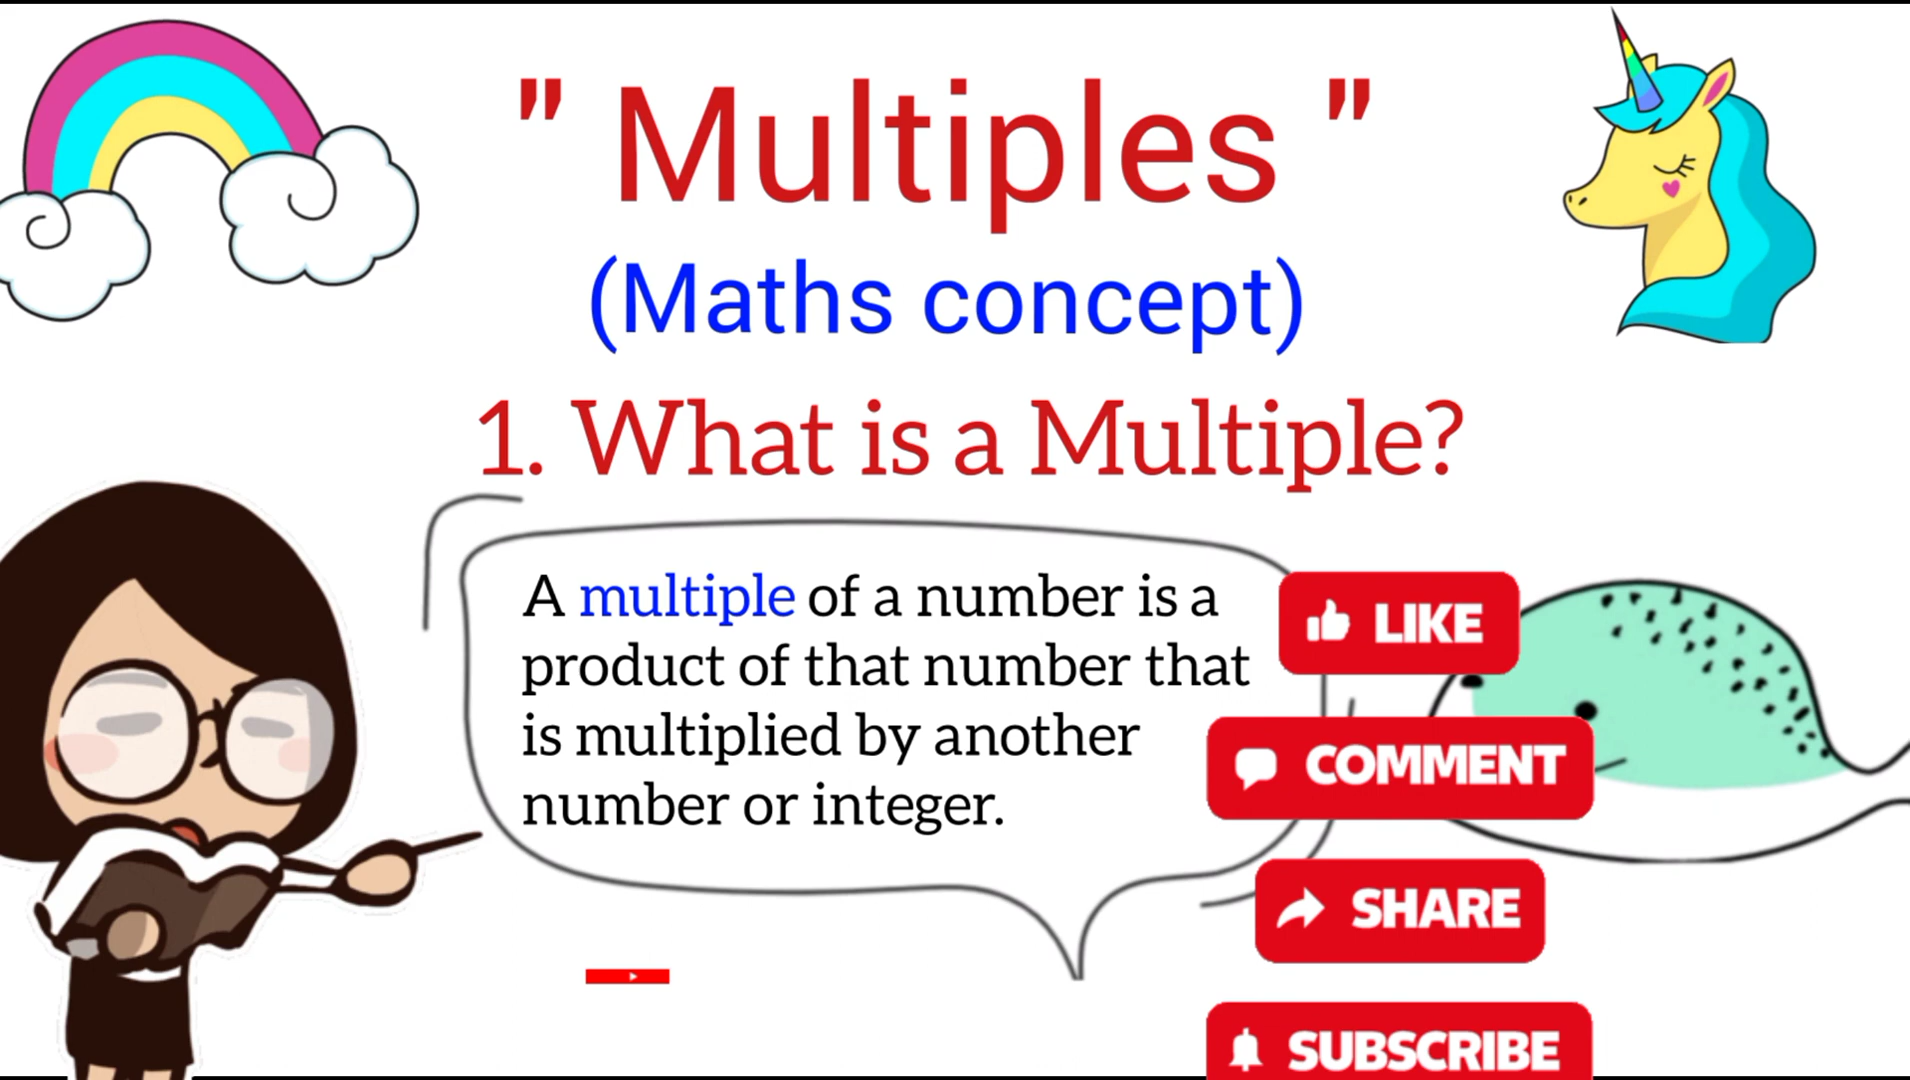 " Multiples "
(Maths concept)
1. What is a Multiple?
A multiple of a number is a
product of that number that
is multiplied by another
number or integer.
LIKE
COMMENT
SHARE
SUBSCRIBE